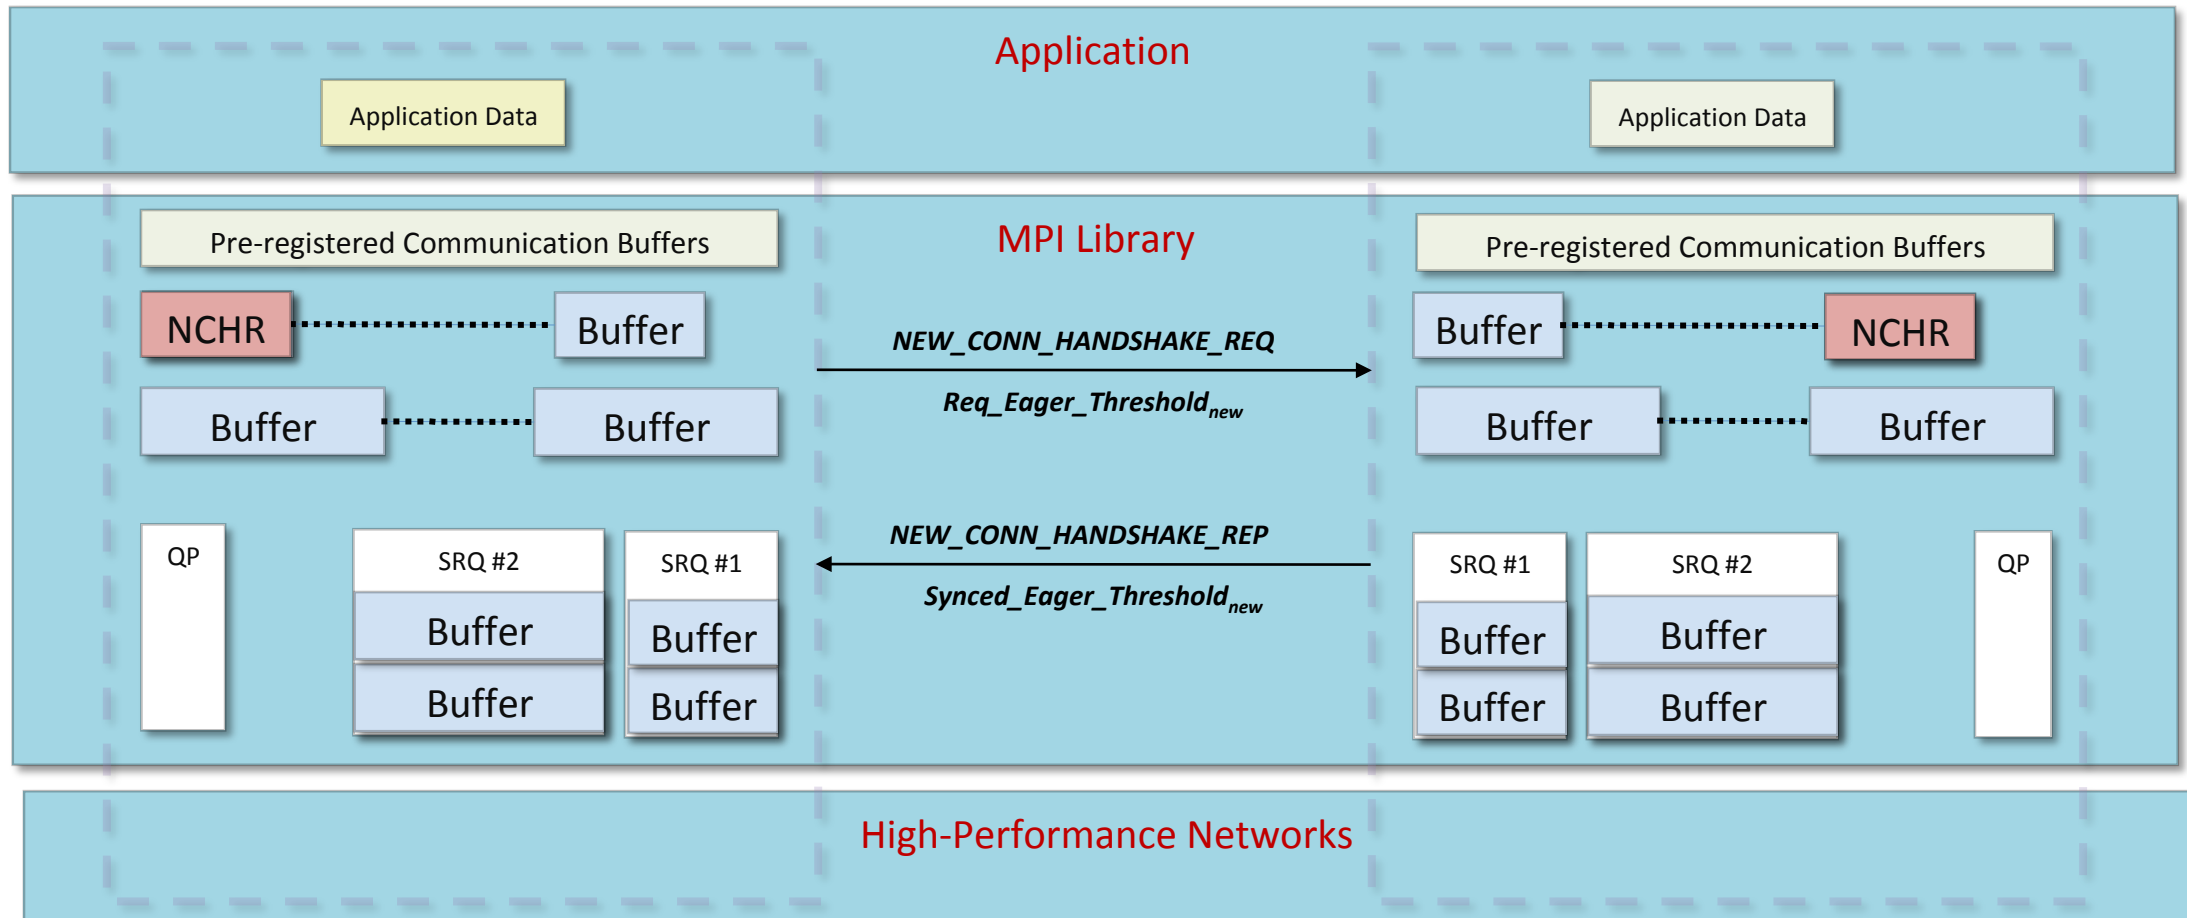 Application
Application Data
Application Data
MPI Library
Pre-registered Communication Buffers
Pre-registered Communication Buffers
NCHR
Buffer
Buffer
NCHR
NEW_CONN_HANDSHAKE_REQ
Req_Eager_Threshold_new
Buffer
Buffer
Buffer
Buffer
NEW_CONN_HANDSHAKE_REP
Synced_Eager_Threshold_new
QP
SRQ #2
Buffer
Buffer
SRQ #1
Buffer
Buffer
SRQ #1
Buffer
Buffer
SRQ #2
Buffer
Buffer
QP
High-Performance Networks